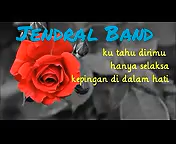 Jendral Band
ku tahu dirimu
hanya selaksa
kepingan di dalam hati